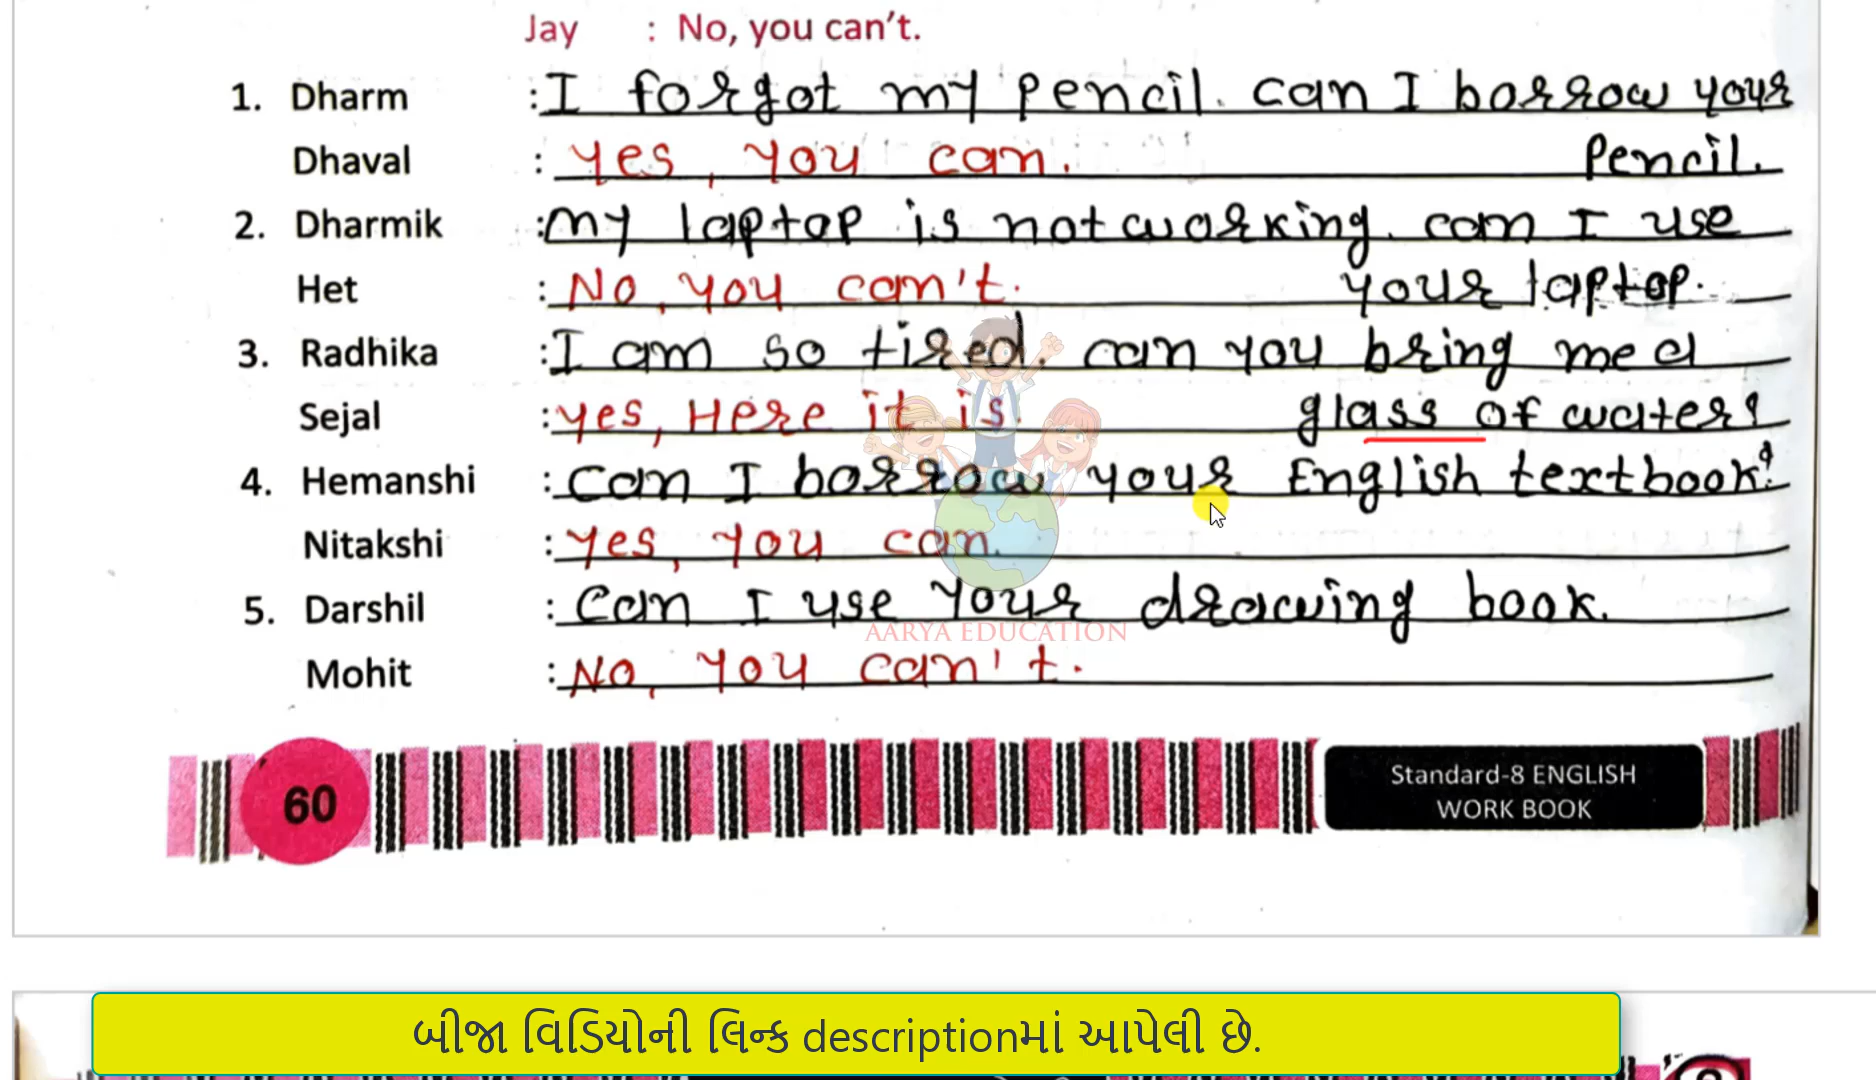 Jay : No, you can't.
1. Dharm : I forgot my pencil. can I borrow your
Dhaval : Yes, you can. pencil.
2. Dharmik : my laptop is not working. can I use
Het : No, you can't. your laptop.
3. Radhika : I am so tired. can you bring me a
Sejal : yes, Here it is. glass of water?
4. Hemanshi : can I borrow your English textbook?
Nitakshi : Yes, you can.
5. Darshil : Can I use your drawing book.
AARYA EDUCATION
Mohit : No, you can't.
60
Standard-8 ENGLISH
WORK BOOK
બીજા વિડિયોની લિન્ક descriptionમાં આપેલી છે.